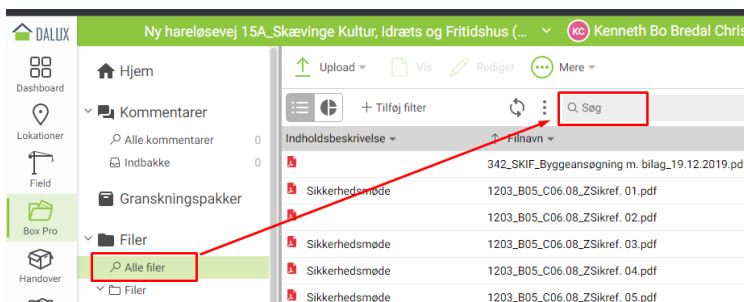 DALUX
Ny hareløsevej 15A_Skævinge Kultur, Idræts og Fritidshus (...
KC Kenneth Bo Bredal Chris
Dashboard
Lokationer
Field
Box Pro
Handover
Hjem
Kommentarer
Alle kommentarer 0
Indbakke 0
Granskningspakker
Filer
Alle filer
Filer
Upload Vis Rediger Mere
+ Tilføj filter Søg
Indholdsbeskrivelse ↑ Filnavn
342_SKIF_Byggeansøgning m. bilag_19.12.2019.pd
Sikkerhedsmøde 1203_B05_C06.08_ZSikref. 01.pdf
1203_B05_C06.08_ZSikref. 02.pdf
Sikkerhedsmøde 1203_B05_C06.08_ZSikref. 03.pdf
Sikkerhedsmøde 1203_B05_C06.08_ZSikref. 04.pdf
Sikkerhedsmøde 1203_B05_C06.08_ZSikref. 05.pdf